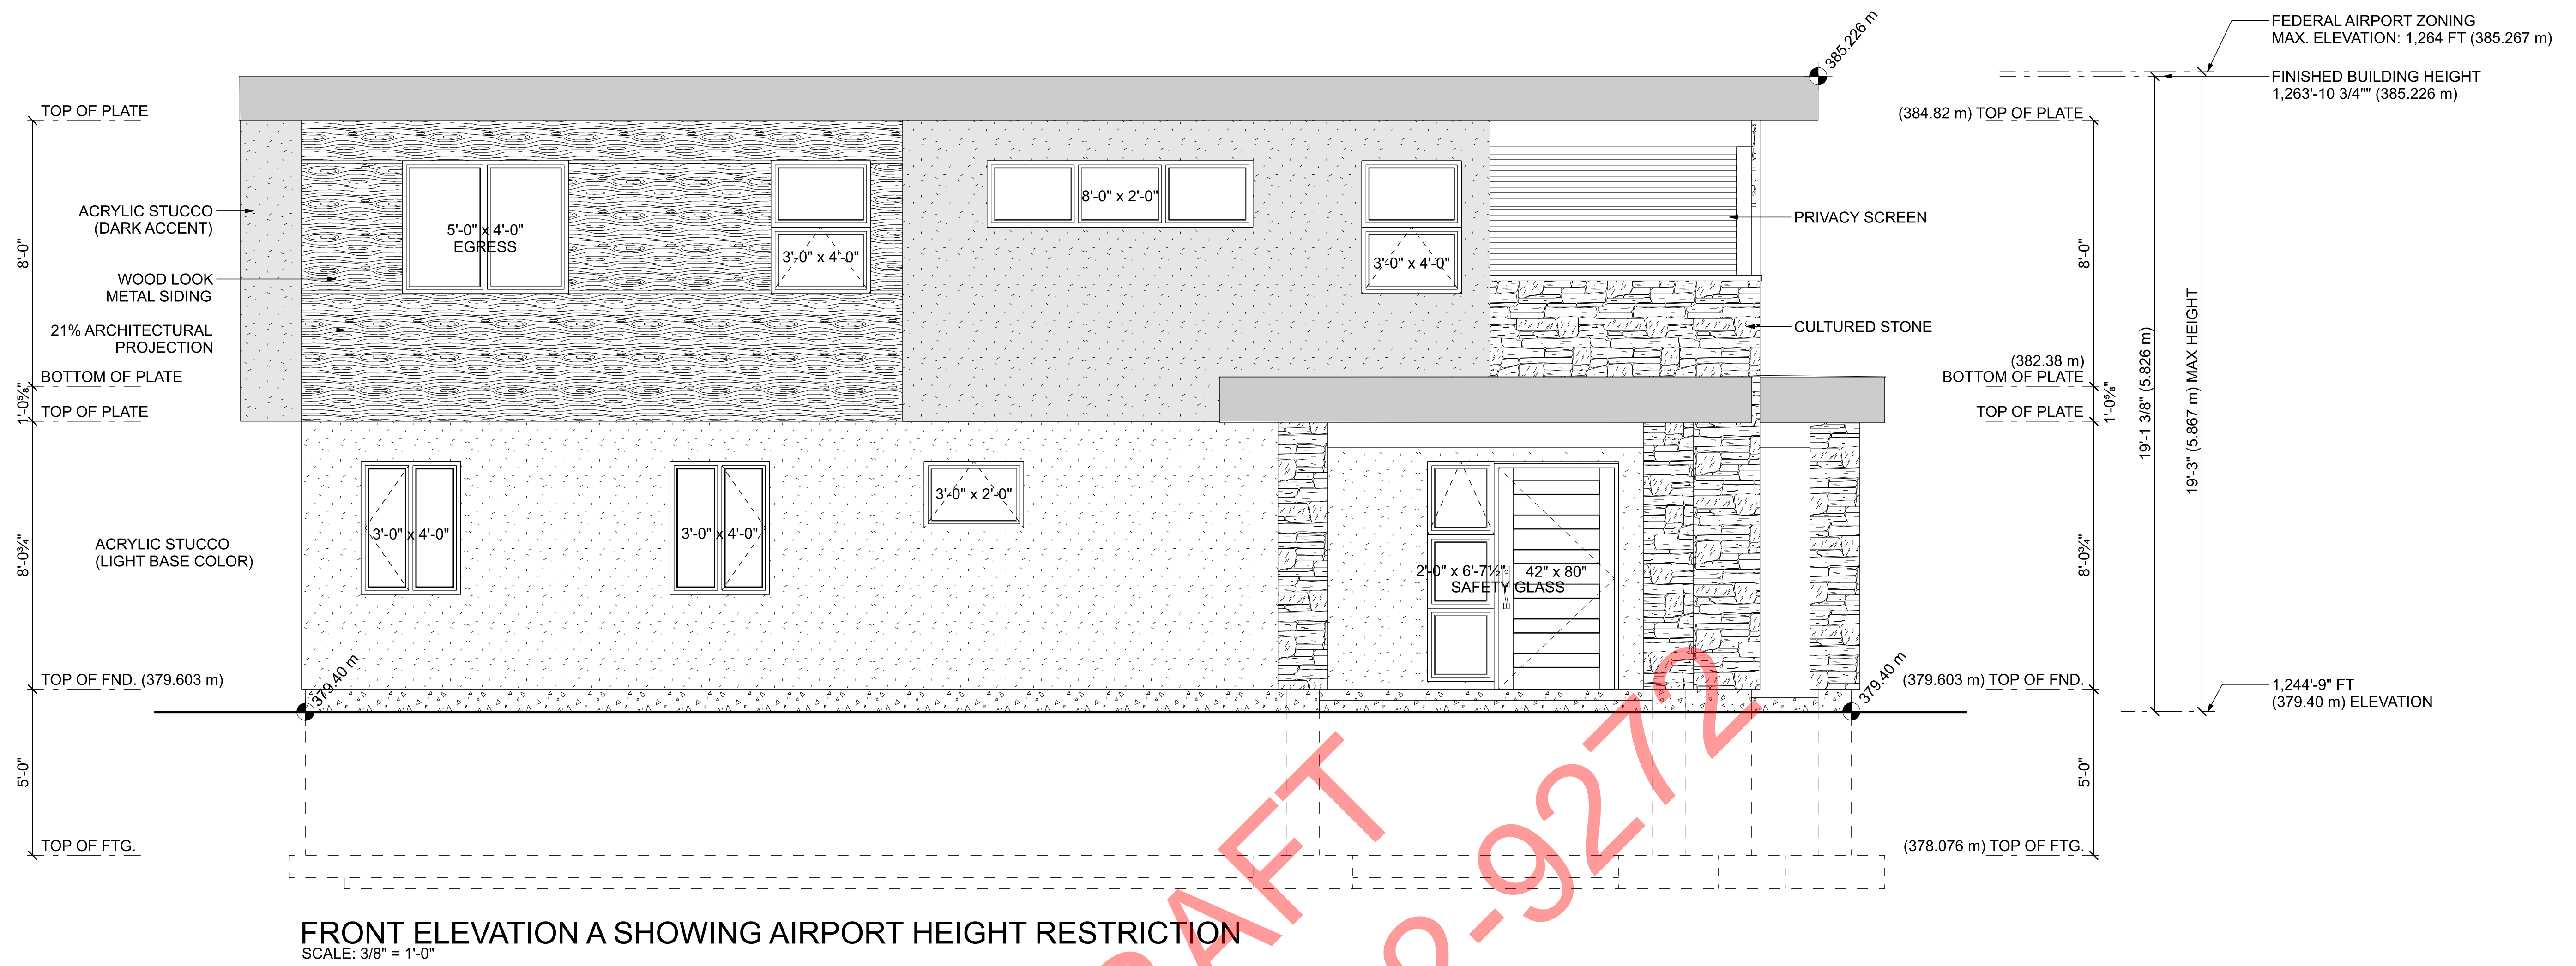 385.226 m
FEDERAL AIRPORT ZONING
MAX. ELEVATION: 1,264 FT (385.267 m)
FINISHED BUILDING HEIGHT
1,263'-10 3/4"" (385.226 m)
TOP OF PLATE
(384.82 m) TOP OF PLATE
ACRYLIC STUCCO
(DARK ACCENT)
8'-0"
WOOD LOOK
METAL SIDING
21% ARCHITECTURAL
PROJECTION
BOTTOM OF PLATE
1'-0⅝"
TOP OF PLATE
5'-0" x 4'-0"
EGRESS
3'-0" x 4'-0"
8'-0" x 2'-0"
3'-0" x 4'-0"
PRIVACY SCREEN
CULTURED STONE
8'-0"
(382.38 m)
BOTTOM OF PLATE
1'-0⅝"
TOP OF PLATE
19'-1 3/8" (5.826 m)
19'-3" (5.867 m) MAX HEIGHT
ACRYLIC STUCCO
(LIGHT BASE COLOR)
8'-0¾"
3'-0" x 4'-0"
3'-0" x 4'-0"
3'-0" x 2'-0"
2'-0" x 6'-7½"
42" x 80"
SAFETY GLASS
8'-0¾"
TOP OF FND. (379.603 m)
379.40 m
379.40 m
(379.603 m) TOP OF FND.
1,244'-9" FT
(379.40 m) ELEVATION
5'-0"
5'-0"
TOP OF FTG.
(378.076 m) TOP OF FTG.
RAFT
2-9272
FRONT ELEVATION A SHOWING AIRPORT HEIGHT RESTRICTION
SCALE: 3/8" = 1'-0"